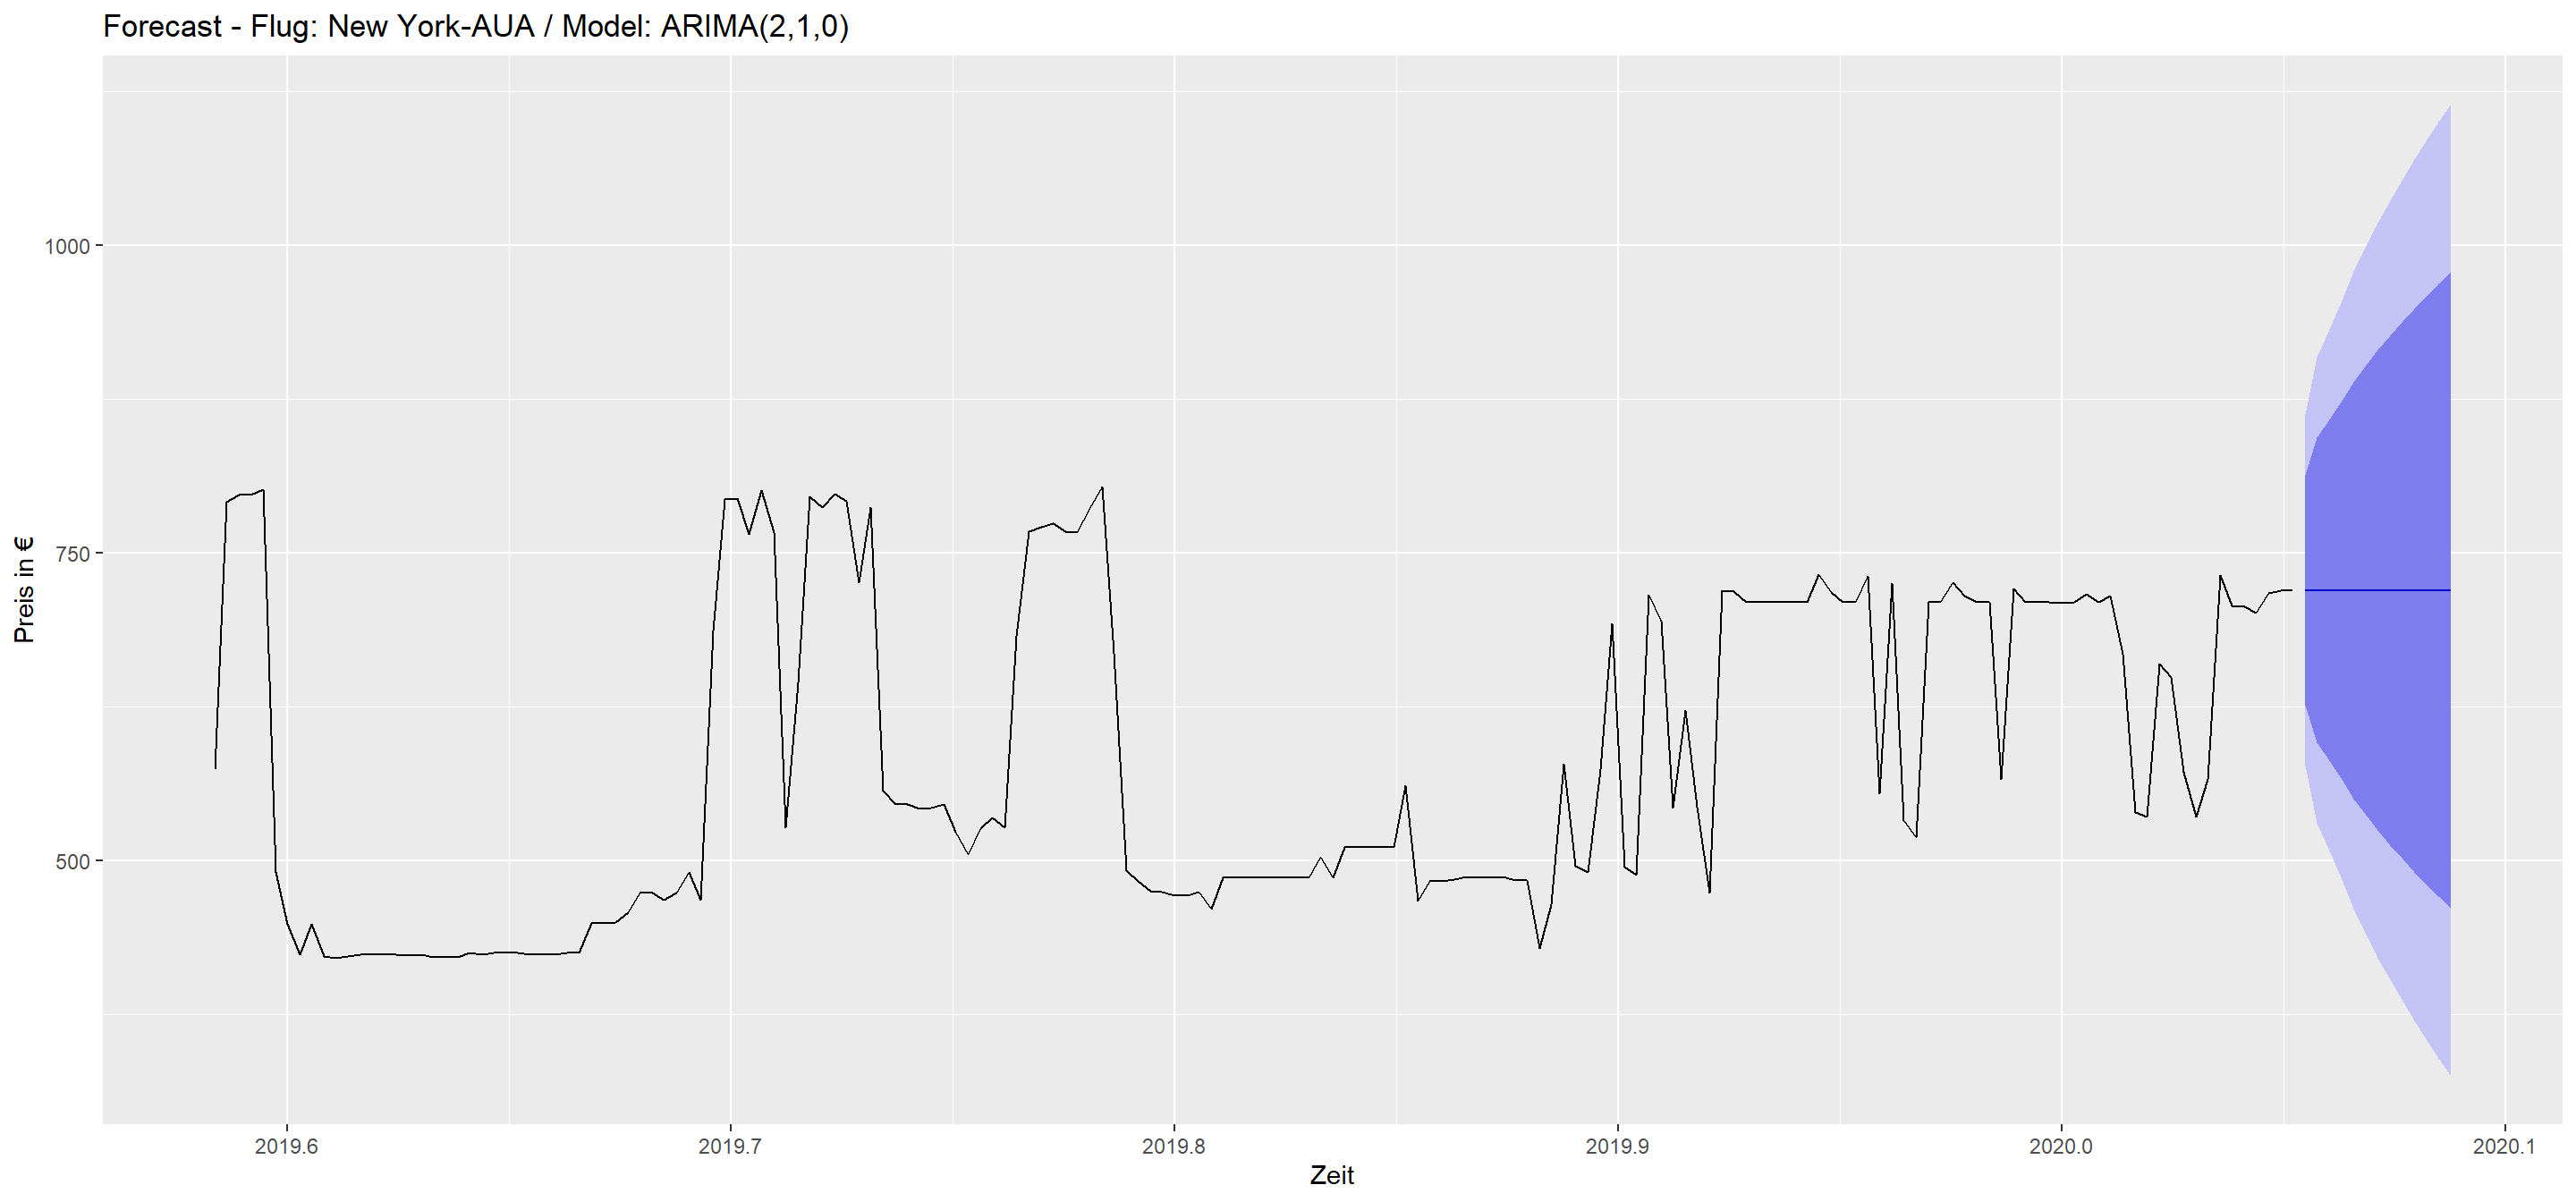 Forecast - Flug: New York-AUA / Model: ARIMA(2,1,0)
Preis in €
1000
750
500
2019.6 2019.7 2019.8 2019.9 2020.0 2020.1
Zeit